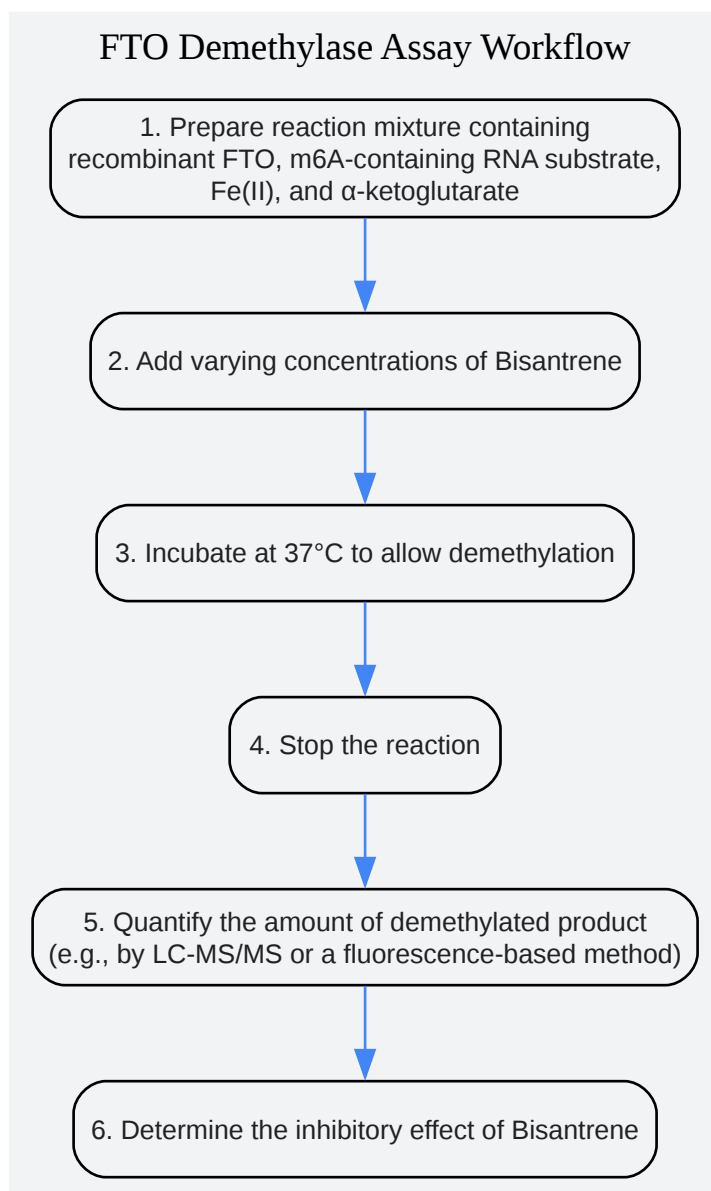 FTO Demethylase Assay Workflow
1. Prepare reaction mixture containing
recombinant FTO, m6A-containing RNA substrate,
Fe(II), and α-ketoglutarate
2. Add varying concentrations of Bisantrene
3. Incubate at 37°C to allow demethylation
4. Stop the reaction
5. Quantify the amount of demethylated product
(e.g., by LC-MS/MS or a fluorescence-based method)
6. Determine the inhibitory effect of Bisantrene